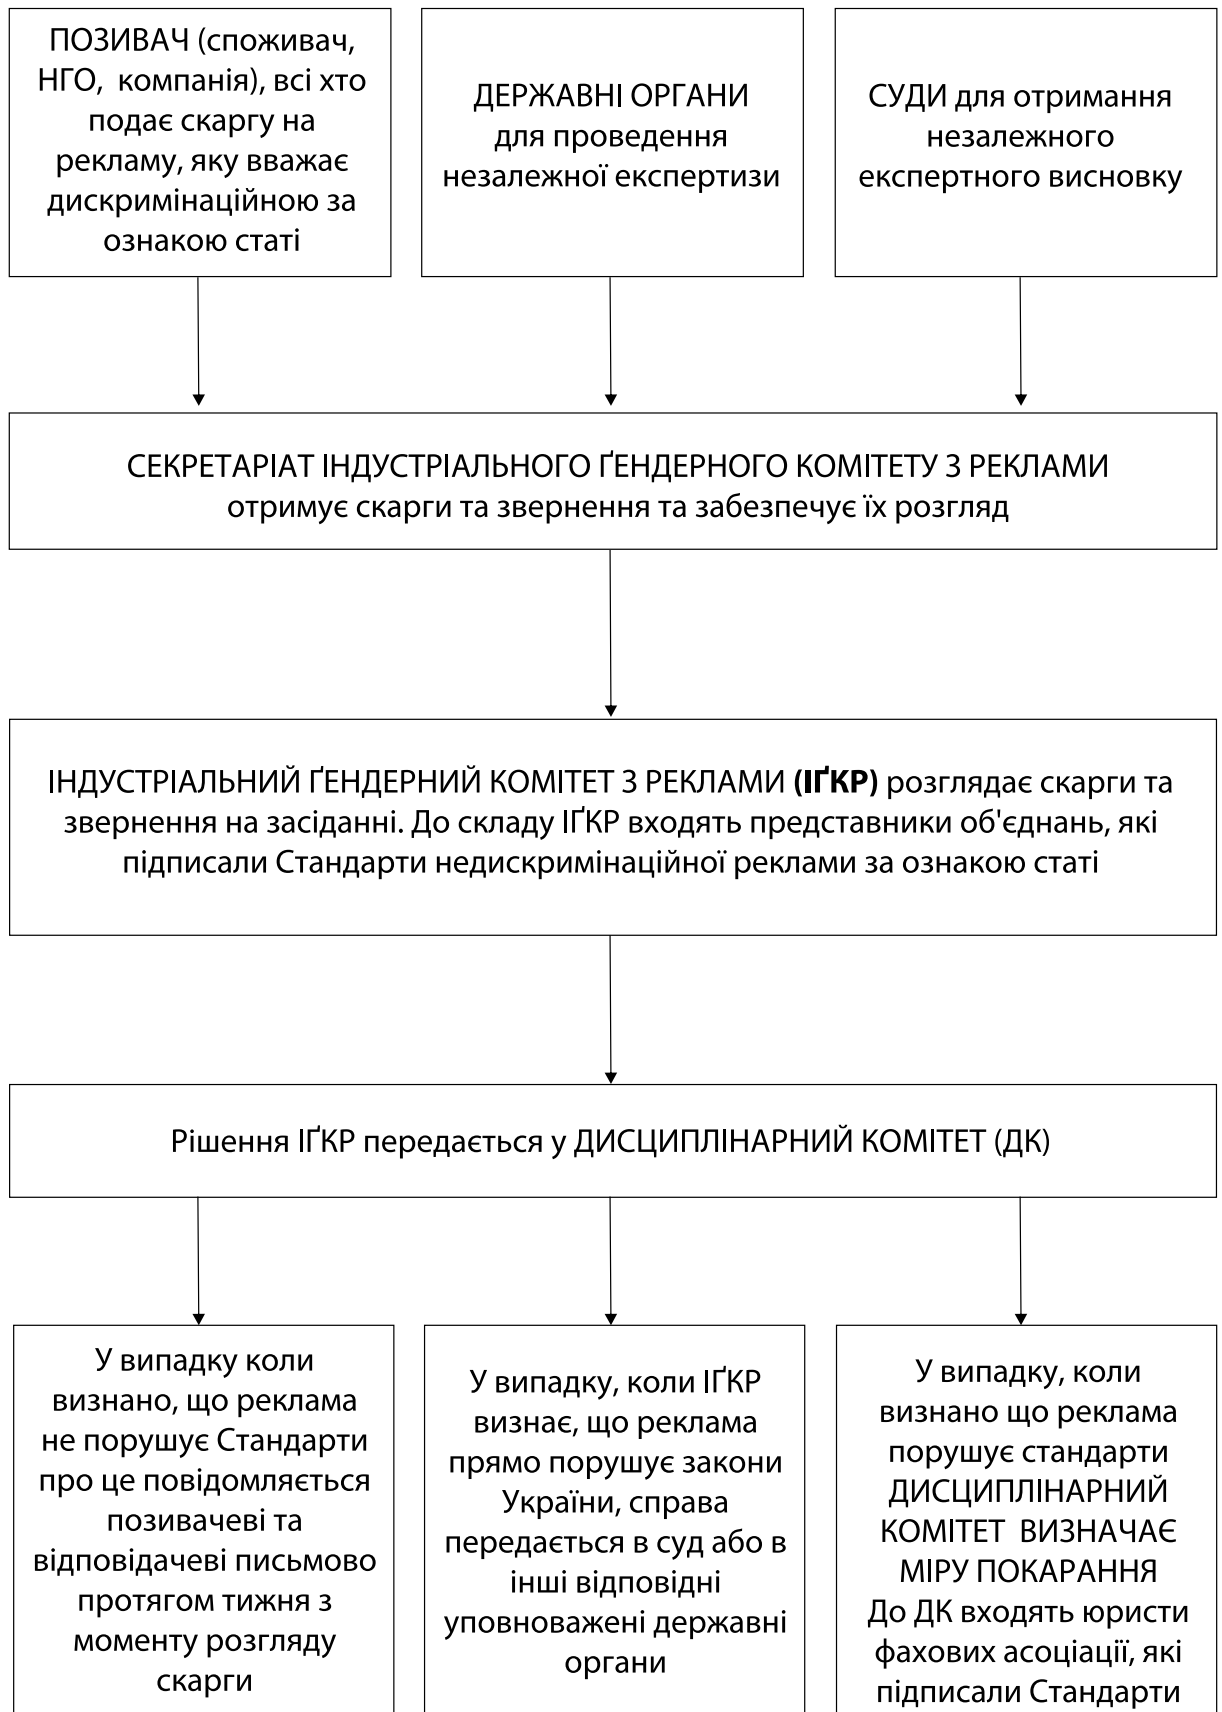 ПОЗИВАЧ (споживач,
НГО, компанія), всі хто
подає скаргу на
рекламу, яку вважає
дискримінаційною за
ознакою статі
ДЕРЖАВНІ ОРГАНИ
для проведення
незалежної експертизи
СУДИ для отримання
незалежного
експертного висновку
СЕКРЕТАРІАТ ІНДУСТРІАЛЬНОГО ҐЕНДЕРНОГО КОМІТЕТУ З РЕКЛАМИ
отримує скарги та звернення та забезпечує їх розгляд
ІНДУСТРІАЛЬНИЙ ҐЕНДЕРНИЙ КОМІТЕТ З РЕКЛАМИ (ІҐКР) розглядає скарги та
звернення на засіданні. До складу ІҐКР входять представники об'єднань, які
підписали Стандарти недискримінаційної реклами за ознакою статі
Рішення ІҐКР передається у ДИСЦИПЛІНАРНИЙ КОМІТЕТ (ДК)
У випадку коли
визнано, що реклама
не порушує Стандарти
про це повідомляється
позивачеві та
відповідачеві письмово
протягом тижня з
моменту розгляду
скарги
У випадку, коли ІҐКР
визнає, що реклама
прямо порушує закони
України, справа
передається в суд або в
інші відповідні
уповноважені державні
органи
У випадку, коли
визнано що реклама
порушує стандарти
ДИСЦИПЛІНАРНИЙ
КОМІТЕТ ВИЗНАЧАЄ
МІРУ ПОКАРАННЯ
До ДК входять юристи
фахових асоціації, які
підписали Стандарти